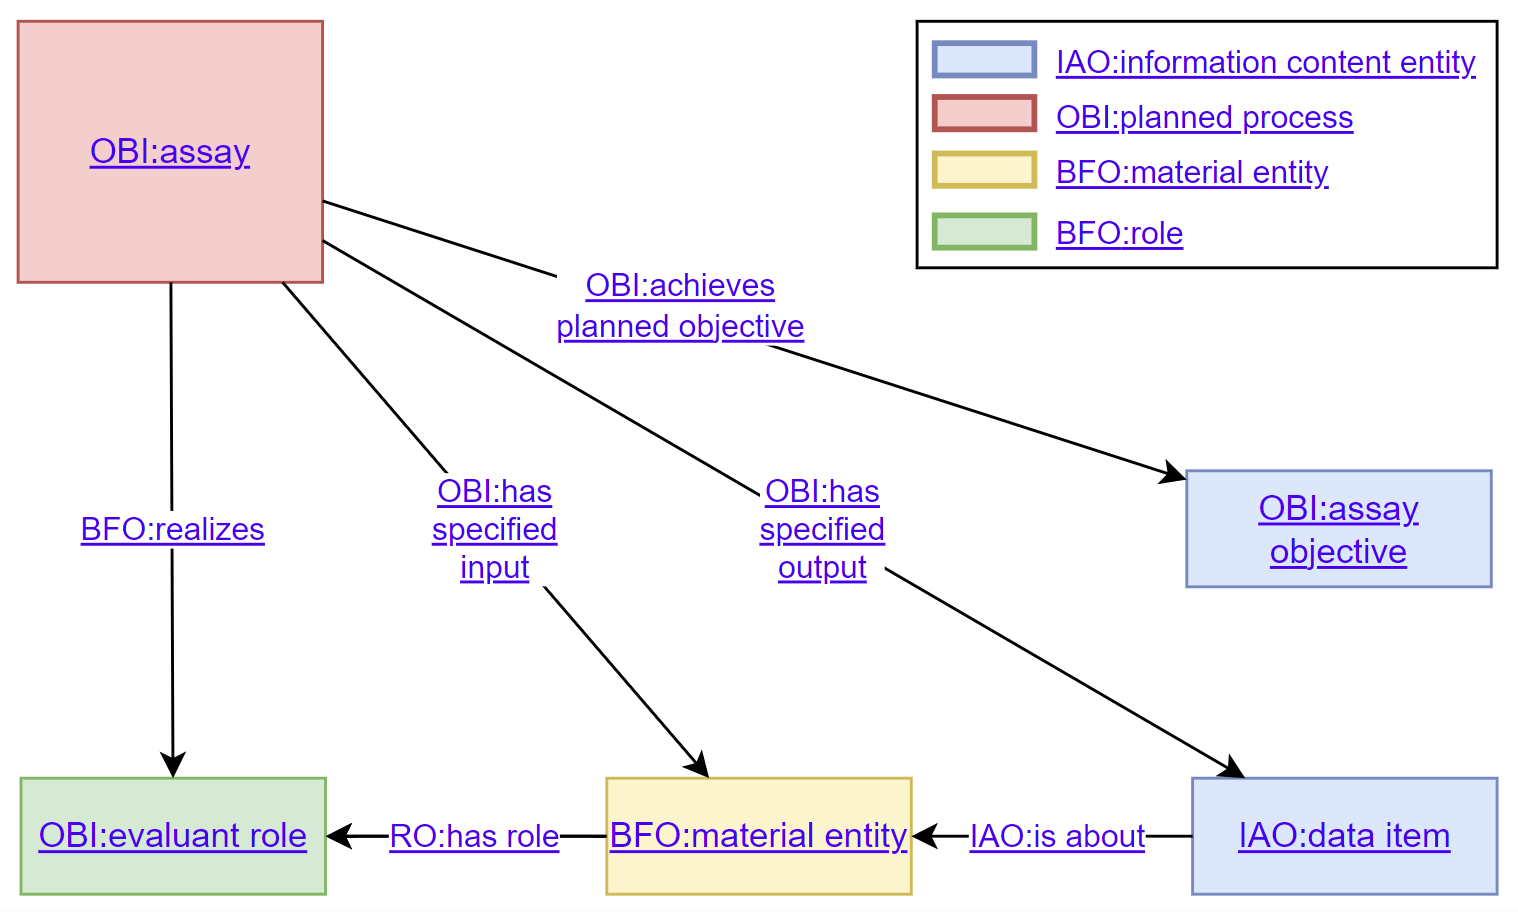 OBI:assay
IAO:information content entity
OBI:planned process
BFO:material entity
BFO:role
OBI:achieves
planned objective
BFO:realizes
OBI:has
specified
input
OBI:has
specified
output
OBI:assay
objective
OBI:evaluant role
RO:has role
BFO:material entity
IAO:is about
IAO:data item